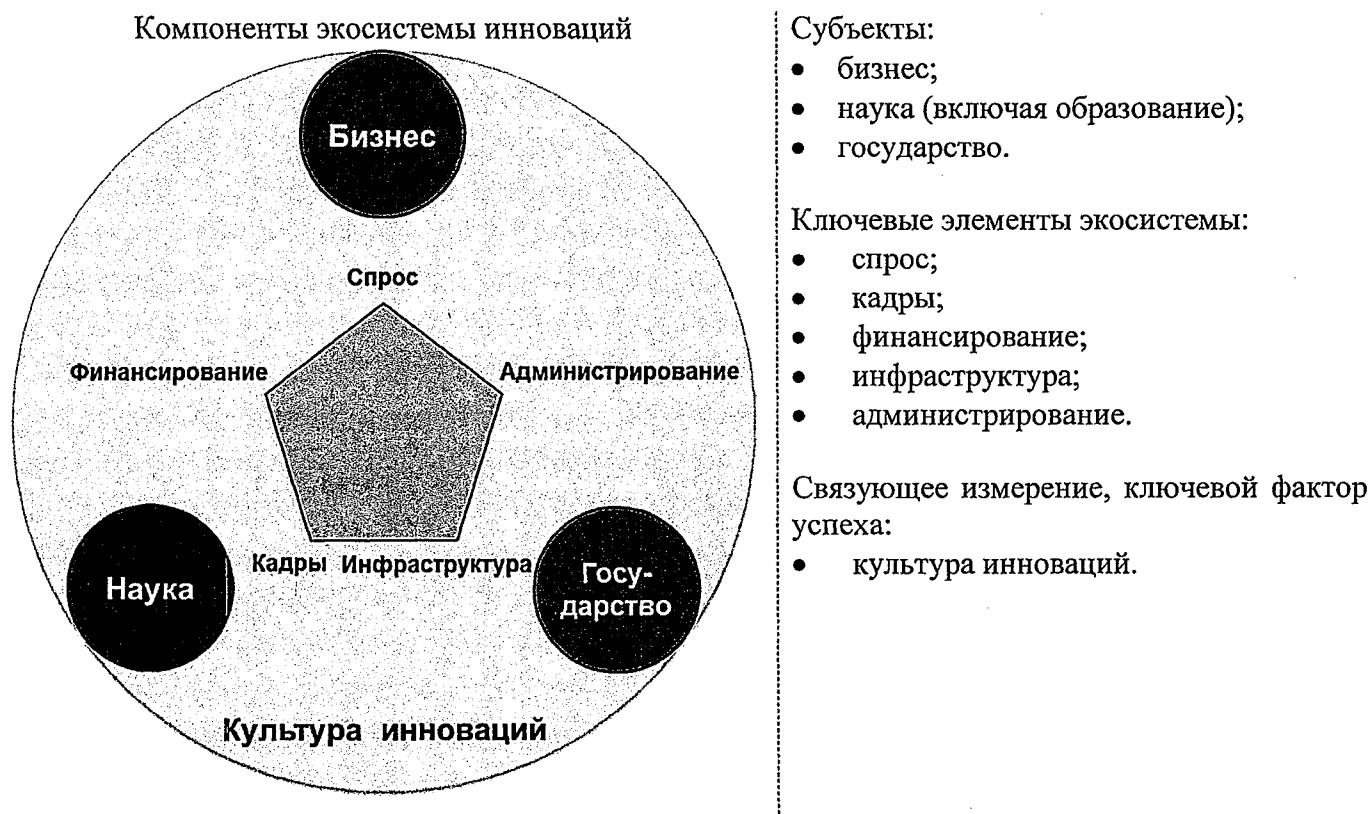 Компоненты экосистемы инноваций
Бизнес
Спрос
Финансирование
Администрирование
Кадры
Инфраструктура
Наука
Госу-
дарство
Культура инноваций
Субъекты:
• бизнес;
• наука (включая образование);
• государство.
Ключевые элементы экосистемы:
• спрос;
• кадры;
• финансирование;
• инфраструктура;
• администрирование.
Связующее измерение, ключевой фактор
успеха:
• культура инноваций.